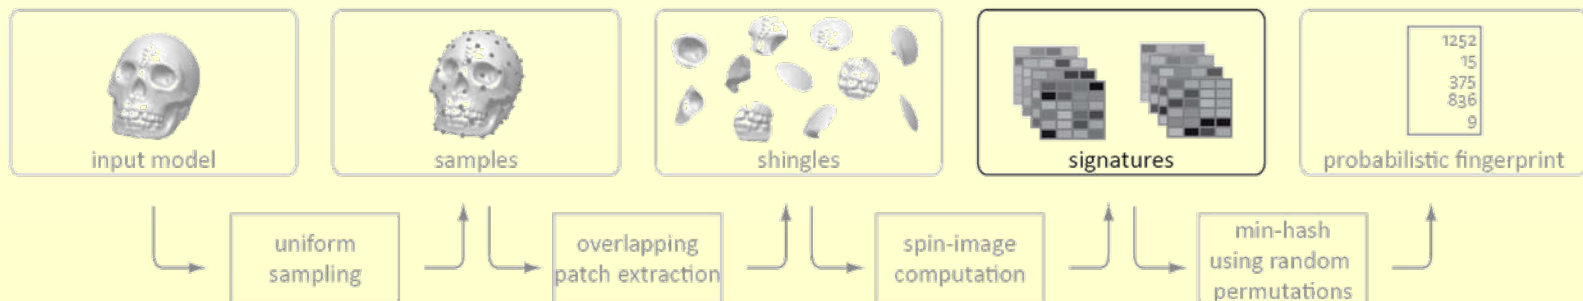 input model
samples
shingles
signatures
1252
15
375
836
9
probabilistic fingerprint
uniform
sampling
overlapping
patch extraction
spin-image
computation
min-hash
using random
permutations